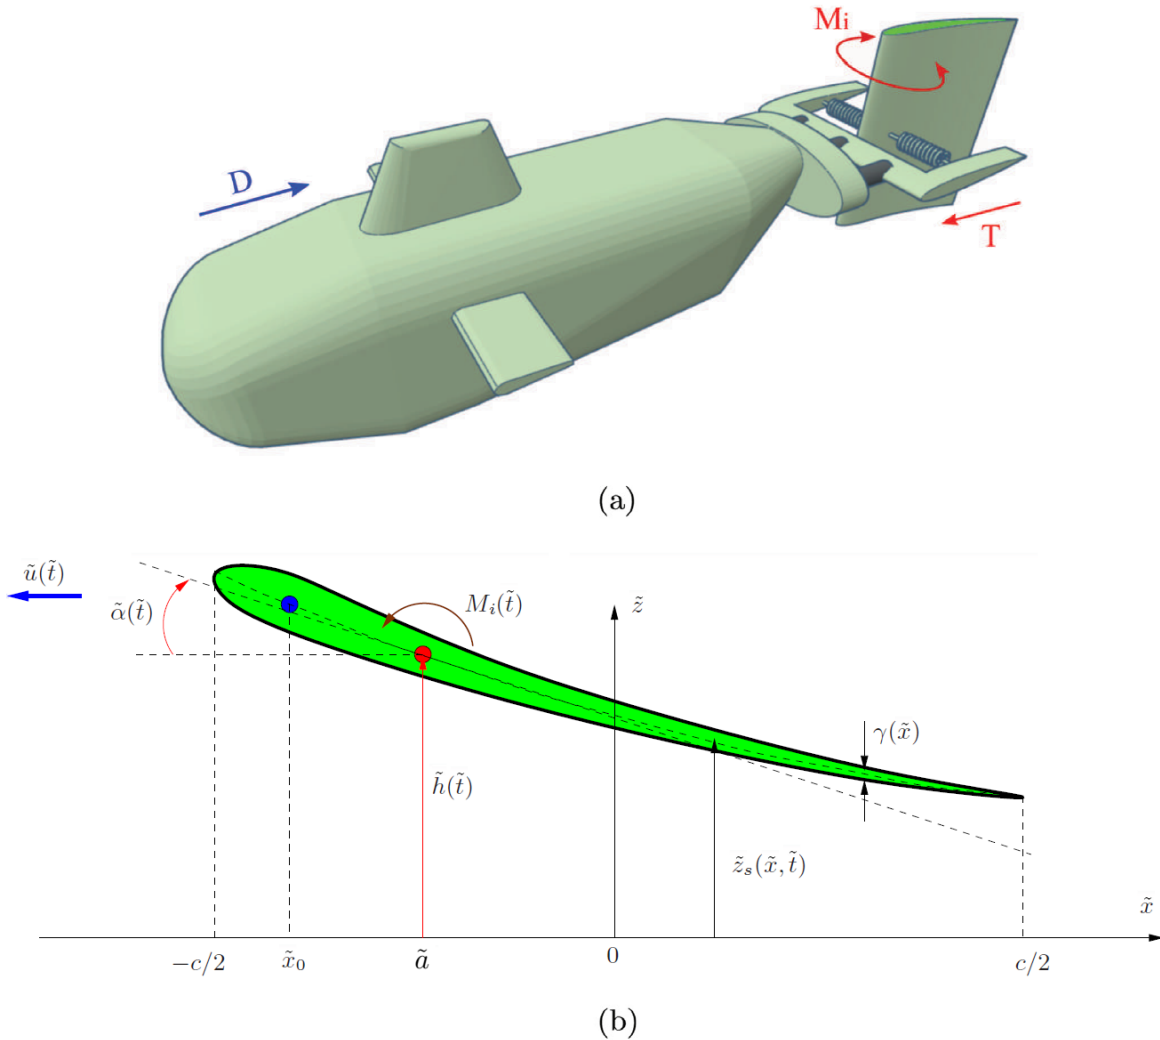 Mi
D
T
(a)
ũ(t̃)
α̃(t̃)
M_i(t̃)
z̃
γ(x̃)
h̃(t̃)
z̃_s(x̃, t̃)
x̃
−c/2
x̃_0
ã
0
c/2
(b)